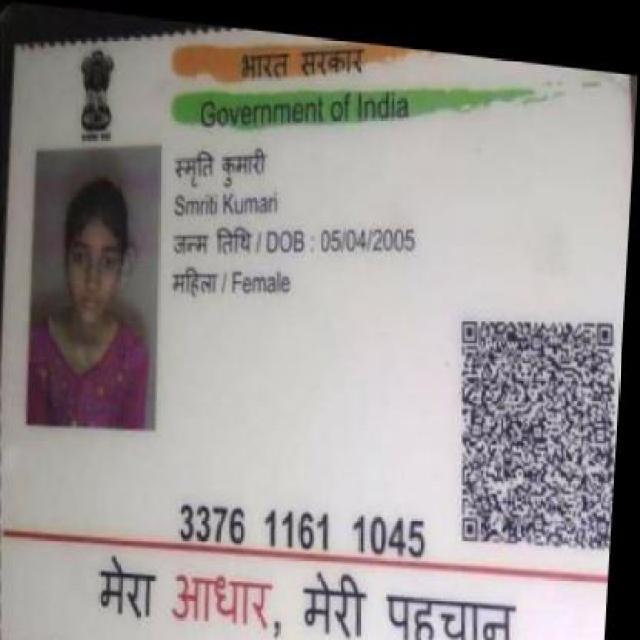 भारत सरकार
Government of India
स्मृति कुमारी
Smriti Kumari
जन्म तिथि / DOB : 05/04/2005
महिला / Female
3376 1161 1045
मेरा आधार, मेरी पहचान